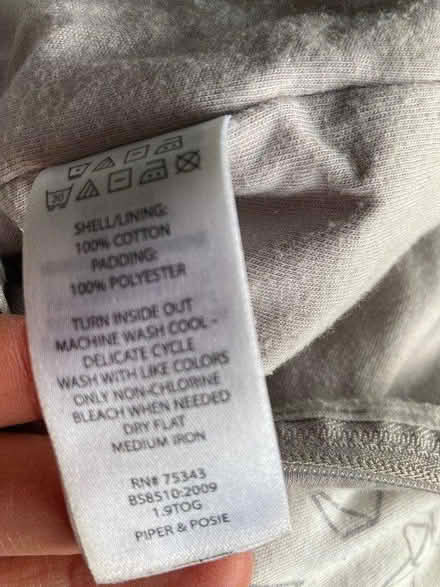 30
SHELL/LINING:
100% COTTON
PADDING:
100% POLYESTER
TURN INSIDE OUT
MACHINE WASH COOL -
DELICATE CYCLE
WASH WITH LIKE COLORS
ONLY NON-CHLORINE
BLEACH WHEN NEEDED
DRY FLAT
MEDIUM IRON
RN# 75343
BS8510:2009
1.9TOG
PIPER & POSIE